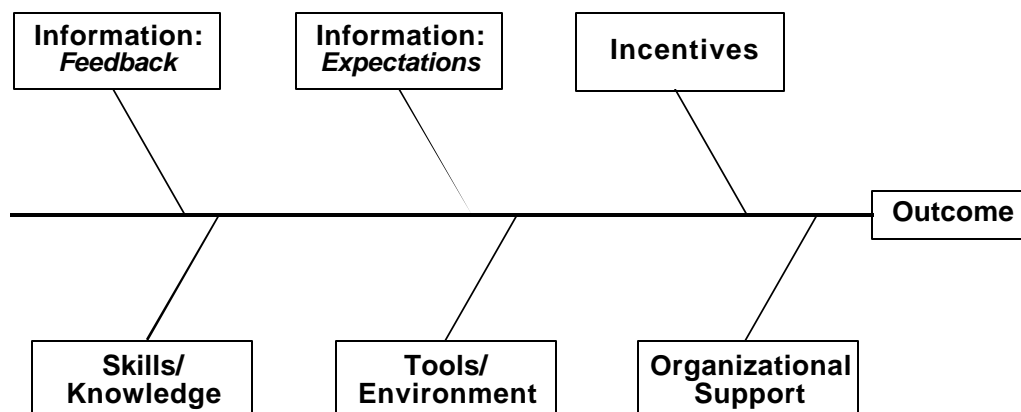 Information:
Feedback
Information:
Expectations
Incentives
Outcome
Skills/
Knowledge
Tools/
Environment
Organizational
Support